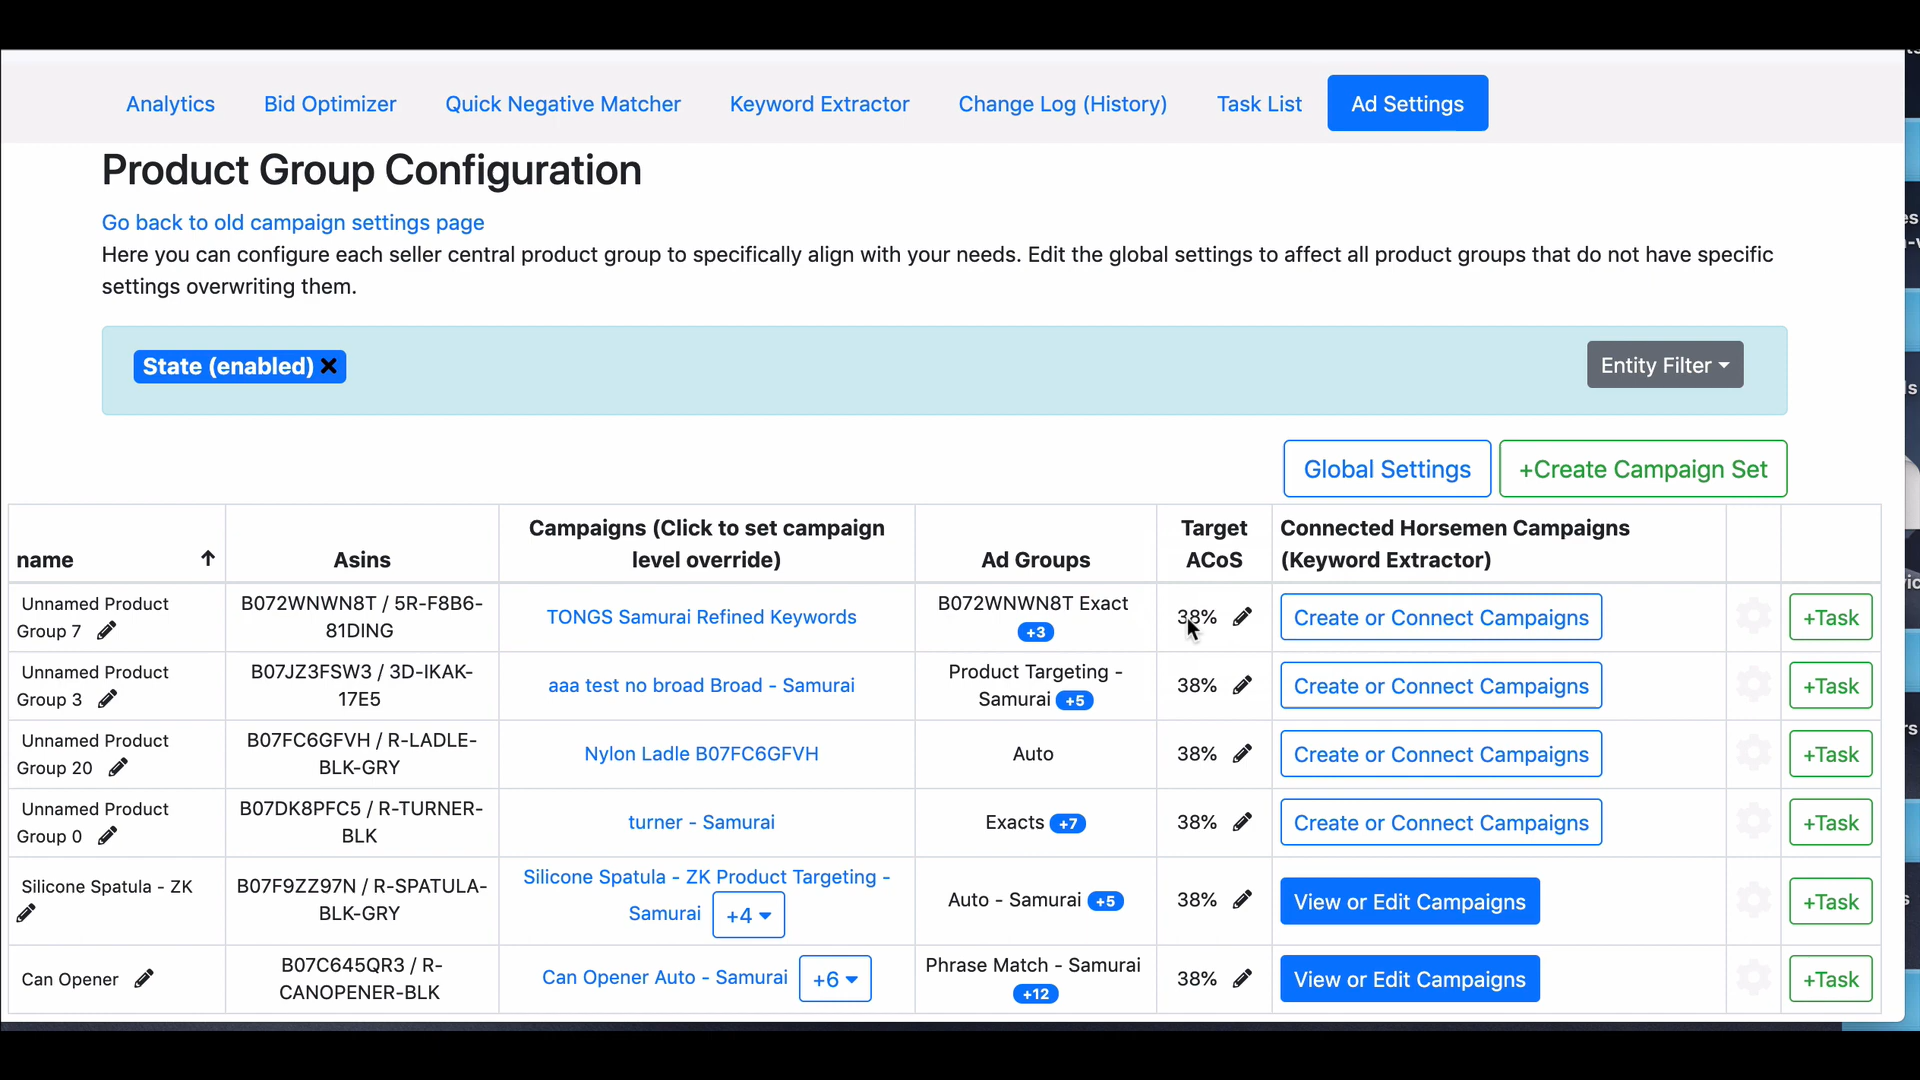 Analytics Bid Optimizer Quick Negative Matcher Keyword Extractor Change Log (History) Task List Ad Settings
Product Group Configuration
Go back to old campaign settings page
Here you can configure each seller central product group to specifically align with your needs. Edit the global settings to affect all product groups that do not have specific
settings overwriting them.
State (enabled) Entity Filter
Global Settings +Create Campaign Set
name
Asins
Campaigns (Click to set campaign
level override)
Ad Groups
Target
ACoS
Connected Horsemen Campaigns
(Keyword Extractor)
Unnamed Product
Group 7
B072WNWN8T / 5R-F8B6-
81DING
TONGS Samurai Refined Keywords
B072WNWN8T Exact
+3
38%
Create or Connect Campaigns
+Task
Unnamed Product
Group 3
B07JZ3FSW3 / 3D-IKAK-
17E5
aaa test no broad Broad - Samurai
Product Targeting -
Samurai +5
38%
Create or Connect Campaigns
+Task
Unnamed Product
Group 20
B07FC6GFVH / R-LADLE-
BLK-GRY
Nylon Ladle B07FC6GFVH
Auto
38%
Create or Connect Campaigns
+Task
Unnamed Product
Group 0
B07DK8PFC5 / R-TURNER-
BLK
turner - Samurai
Exacts +7
38%
Create or Connect Campaigns
+Task
Silicone Spatula - ZK
B07F9ZZ97N / R-SPATULA-
BLK-GRY
Silicone Spatula - ZK Product Targeting -
Samurai +4
Auto - Samurai +5
38%
View or Edit Campaigns
+Task
Can Opener
B07C645QR3 / R-
CANOPENER-BLK
Can Opener Auto - Samurai +6
Phrase Match - Samurai
+12
38%
View or Edit Campaigns
+Task